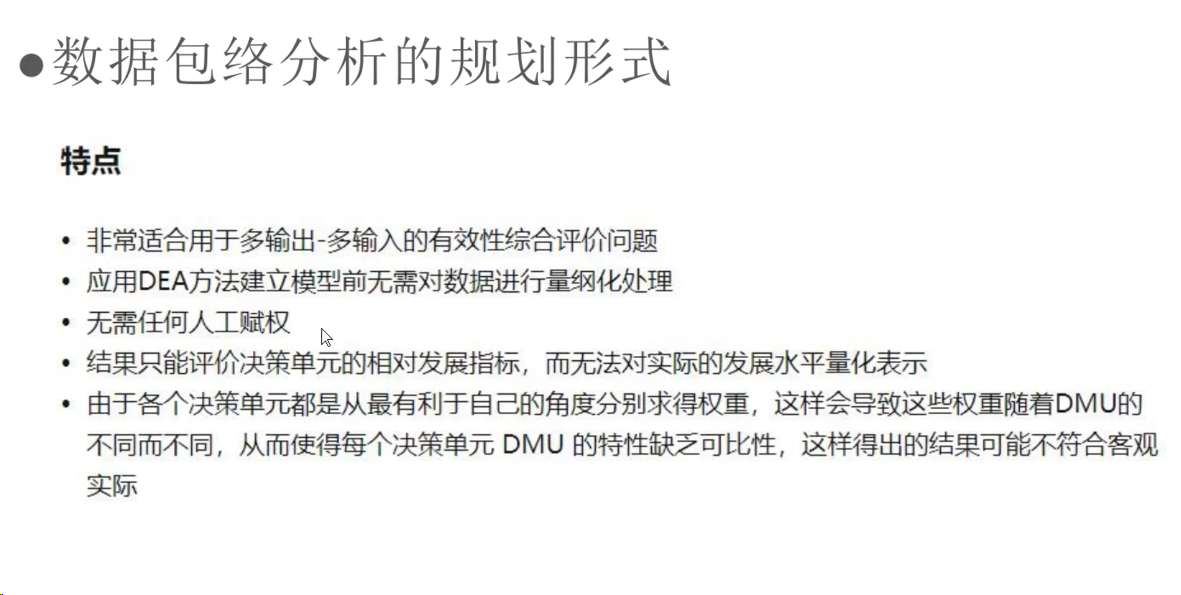 ●数据包络分析的规划形式
特点
• 非常适合用于多输出-多输入的有效性综合评价问题
• 应用DEA方法建立模型前无需对数据进行量纲化处理
• 无需任何人工赋权
• 结果只能评价决策单元的相对发展指标，而无法对实际的发展水平量化表示
• 由于各个决策单元都是从最有利于自己的角度分别求得权重，这样会导致这些权重随着DMU的
不同而不同，从而使得每个决策单元 DMU 的特性缺乏可比性，这样得出的结果可能不符合客观
实际